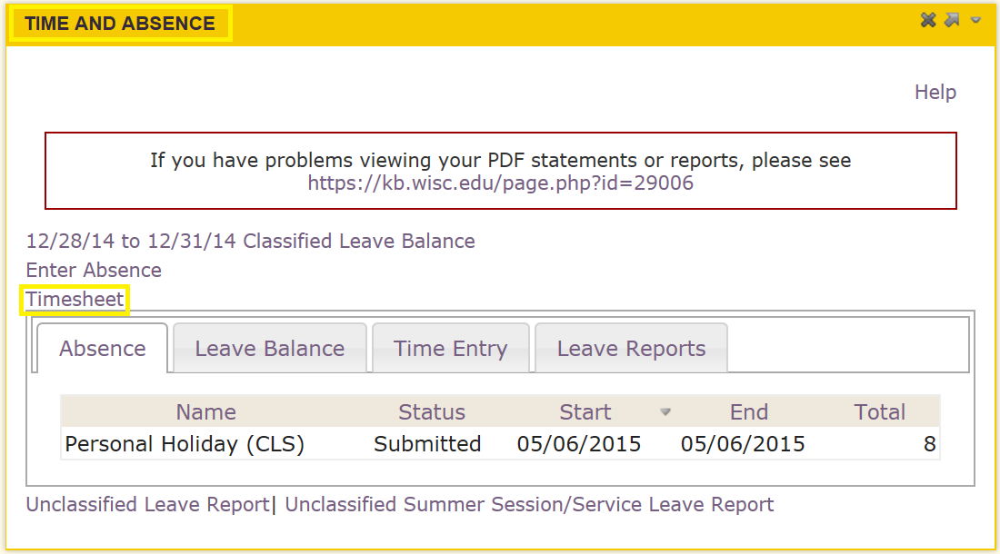 TIME AND ABSENCE
Help
If you have problems viewing your PDF statements or reports, please see
https://kb.wisc.edu/page.php?id=29006
12/28/14 to 12/31/14 Classified Leave Balance
Enter Absence
Timesheet
Absence Leave Balance Time Entry Leave Reports
Name Status Start End Total
Personal Holiday (CLS) Submitted 05/06/2015 05/06/2015 8
Unclassified Leave Report| Unclassified Summer Session/Service Leave Report